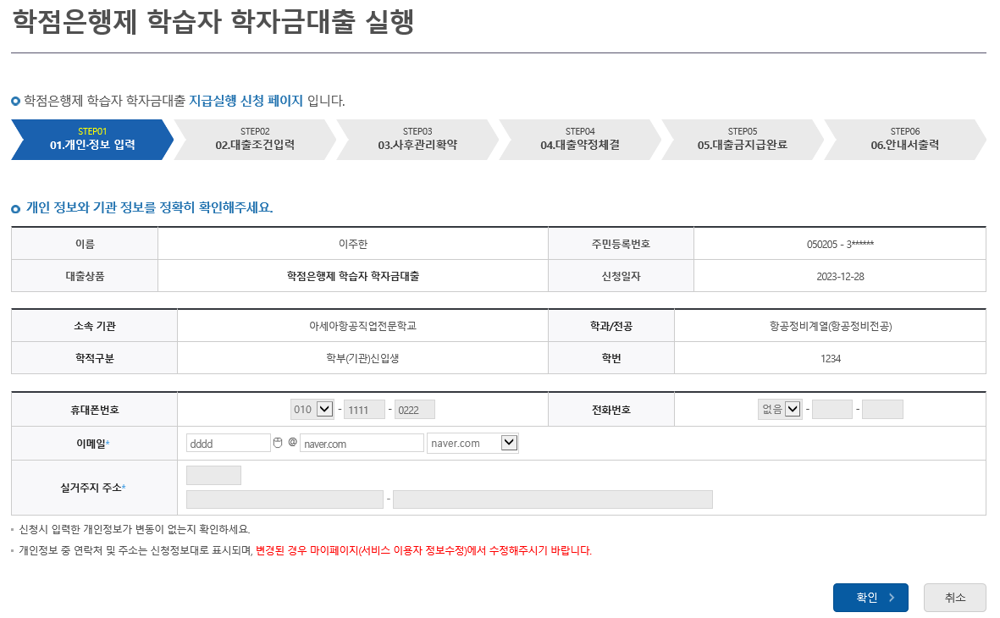 학점은행제 학습자 학자금대출 실행
학점은행제 학습자 학자금대출 지급실행 신청 페이지 입니다.
STEP01 STEP02 STEP03 STEP04 STEP05 STEP06
01.개인·정보 입력 02.대출조건입력 03.사후관리확약 04.대출약정체결 05.대출금지급완료 06.안내서출력
개인 정보와 기관 정보를 정확히 확인해주세요.
이름 이주한 주민등록번호 050205 - 3******
대출상품 학점은행제 학습자 학자금대출 신청일자 2023-12-28
소속 기관 아세아항공직업전문학교 학과/전공 항공정비계열(항공정비전공)
학적구분 학부(기관)신입생 학번 1234
휴대폰번호 010 - 1111 - 0222 전화번호 없음 - -
이메일* dddd @ naver.com naver.com
실거주지 주소*
-
신청시 입력한 개인정보가 변동이 없는지 확인하세요.
개인정보 중 연락처 및 주소는 신청정보대로 표시되며, 변경된 경우 마이페이지(서비스 이용자 정보수정)에서 수정해주시기 바랍니다.
확인 취소